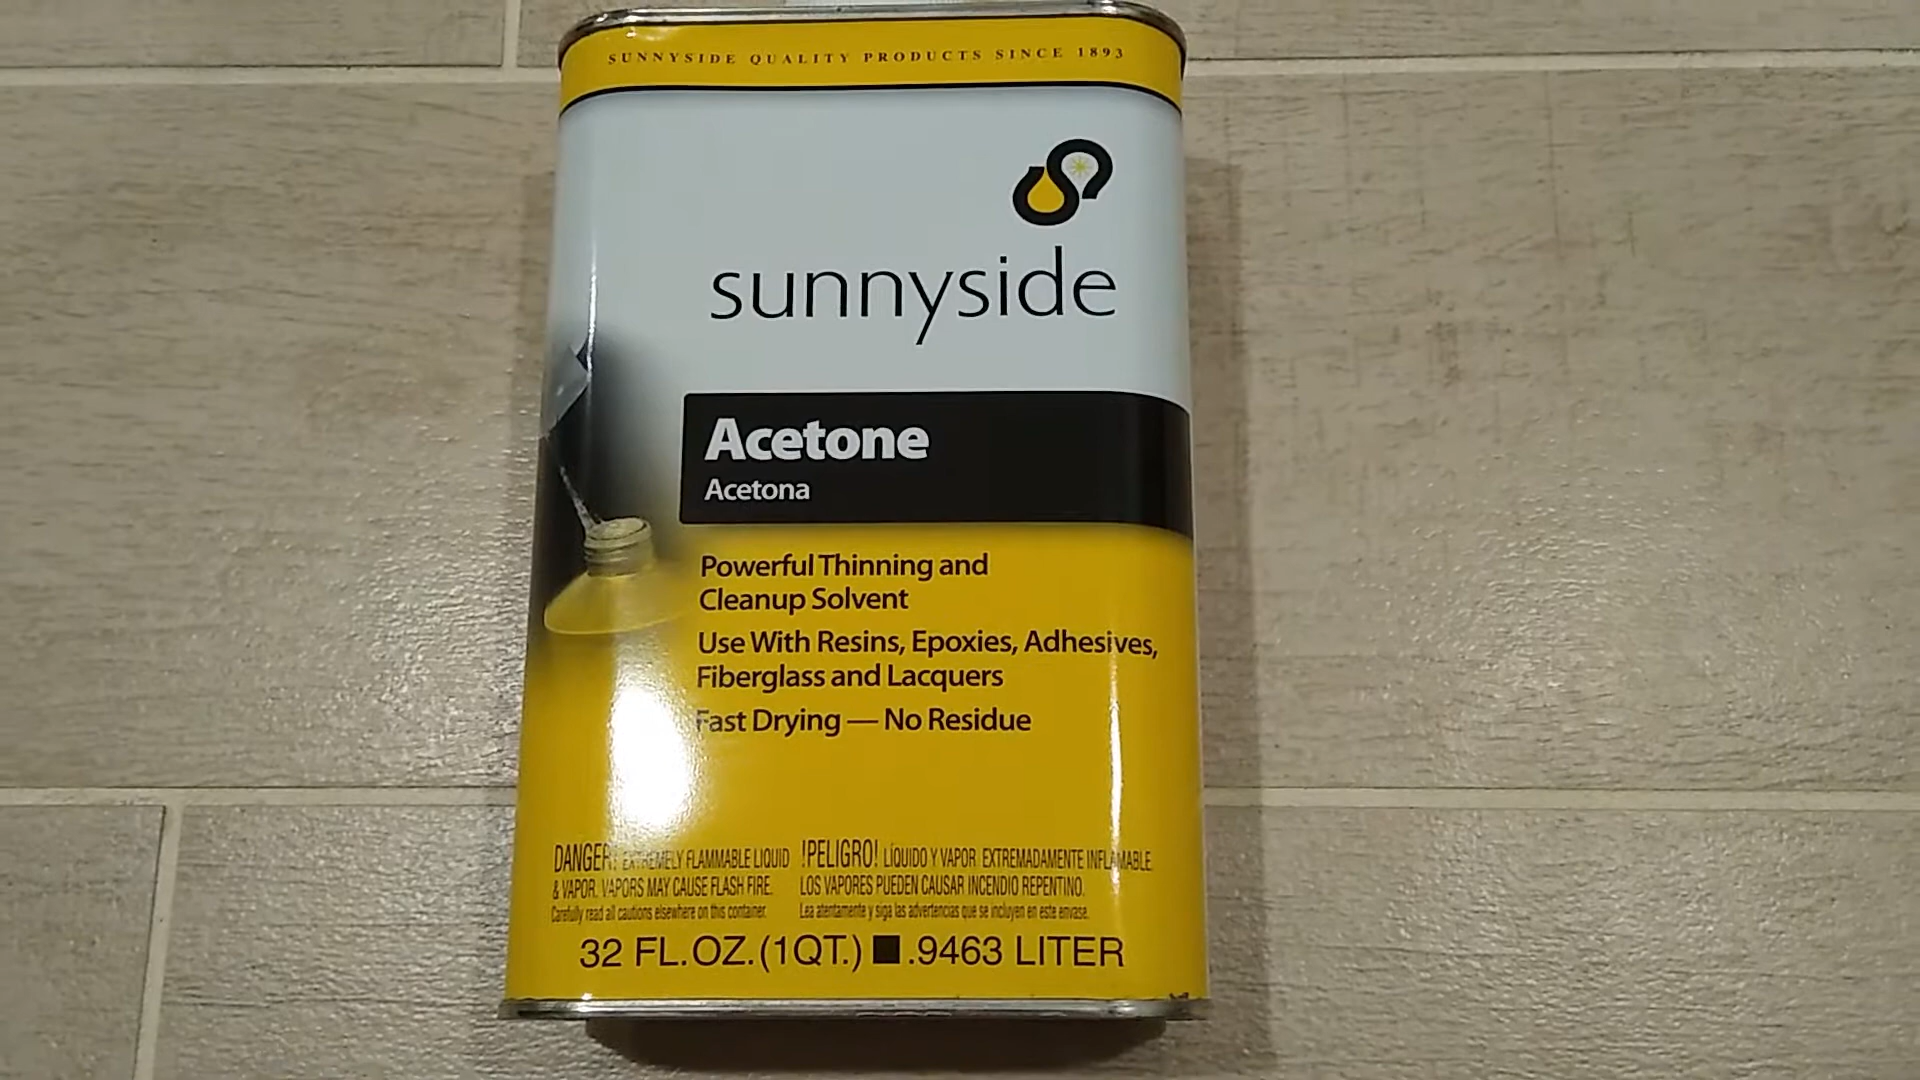 SUNNYSIDE QUALITY PRODUCTS SINCE 1893
sunnyside
Acetone
Acetona
Powerful Thinning and
Cleanup Solvent
Use With Resins, Epoxies, Adhesives,
Fiberglass and Lacquers
Fast Drying — No Residue
DANGER! EXTREMELY FLAMMABLE LIQUID
& VAPOR. VAPORS MAY CAUSE FLASH FIRE.
Carefully read all cautions elsewhere on this container.
!PELIGRO! LÍQUIDO Y VAPOR EXTREMADAMENTE INFLAMABLE.
LOS VAPORES PUEDEN CAUSAR INCENDIO REPENTINO.
Lea atentamente y siga las advertencias que se incluyen en este envase.
32 FL.OZ.(1QT.) ■ .9463 LITER